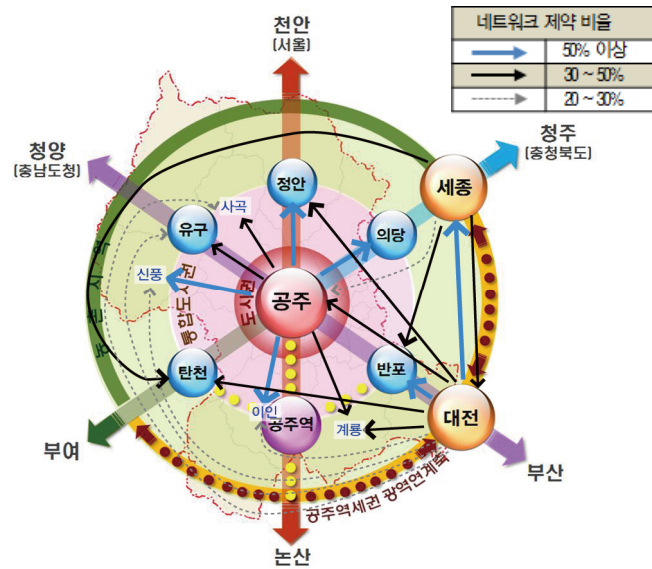 네트워크 제약 비율
50% 이상
30 ~ 50%
20 ~ 30%
천안
(서울)
청주
(충청북도)
청양
(충남도청)
세종
정안
사곡
유구
의당
신풍
통합도시권
도시권
공주
탄천
반포
이인
공주역
계룡
대전
부여
부산
공주역세권 광역연계축
논산